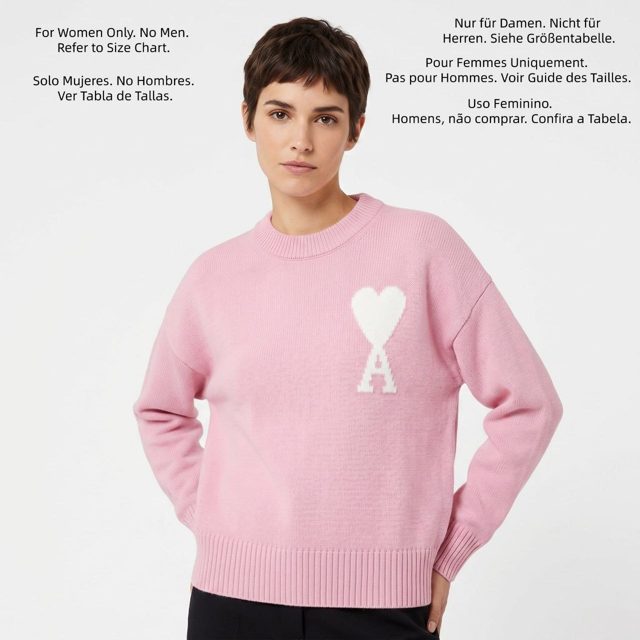 For Women Only. No Men.
Refer to Size Chart.
Solo Mujeres. No Hombres.
Ver Tabla de Tallas.
Nur für Damen. Nicht für
Herren. Siehe Größentabelle.
Pour Femmes Uniquement.
Pas pour Hommes. Voir Guide des Tailles.
Uso Feminino.
Homens, não comprar. Confira a Tabela.
A